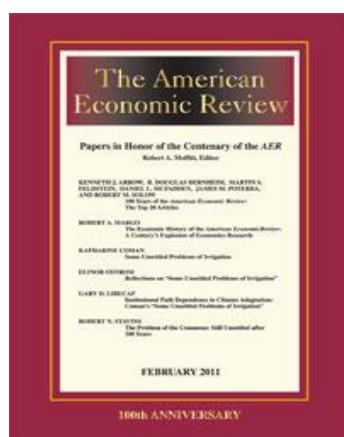 The American
Economic Review
Papers in Honor of the Centenary of the AER
Robert A. Moffitt, Editor
KENNETH J. ARROW, B. DOUGLAS BERNHEIM, MARTIN S.
FELDSTEIN, DANIEL L. MCFADDEN, JAMES M. POTERBA,
AND ROBERT M. SOLOW
100 Years of the American Economic Review:
The Top 20 Articles
ROBERT A. MARGO
The Economic History of the American Economic Review:
A Century's Explosion of Economics Research
KATHARINE COMAN
Some Unsettled Problems of Irrigation
ELINOR OSTROM
Reflections on "Some Unsettled Problems of Irrigation"
GARY D. LIBECAP
Institutional Path Dependence in Climate Adaptation:
Coman's "Some Unsettled Problems of Irrigation"
ROBERT N. STAVINS
The Problem of the Commons: Still Unsettled after
100 Years
FEBRUARY 2011
100th ANNIVERSARY